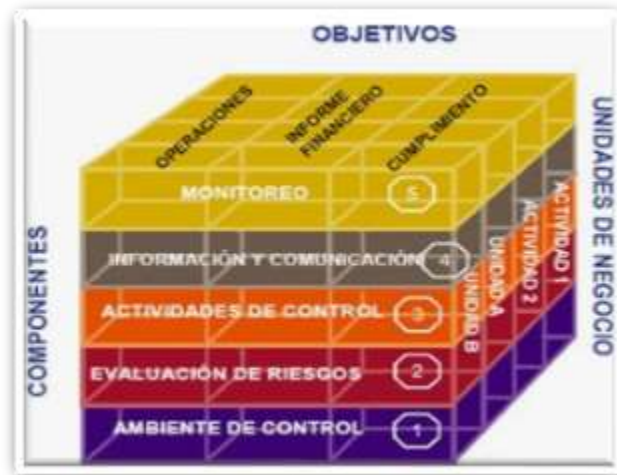 OBJETIVOS
OPERACIONES
INFORME
FINANCIERO
CUMPLIMIENTO
COMPONENTES
MONITOREO 5
INFORMACIÓN Y COMUNICACIÓN 4
ACTIVIDADES DE CONTROL 3
EVALUACIÓN DE RIESGOS 2
AMBIENTE DE CONTROL 1
UNIDAD B
UNIDAD A
ACTIVIDAD 2
ACTIVIDAD 1
UNIDADES DE NEGOCIO